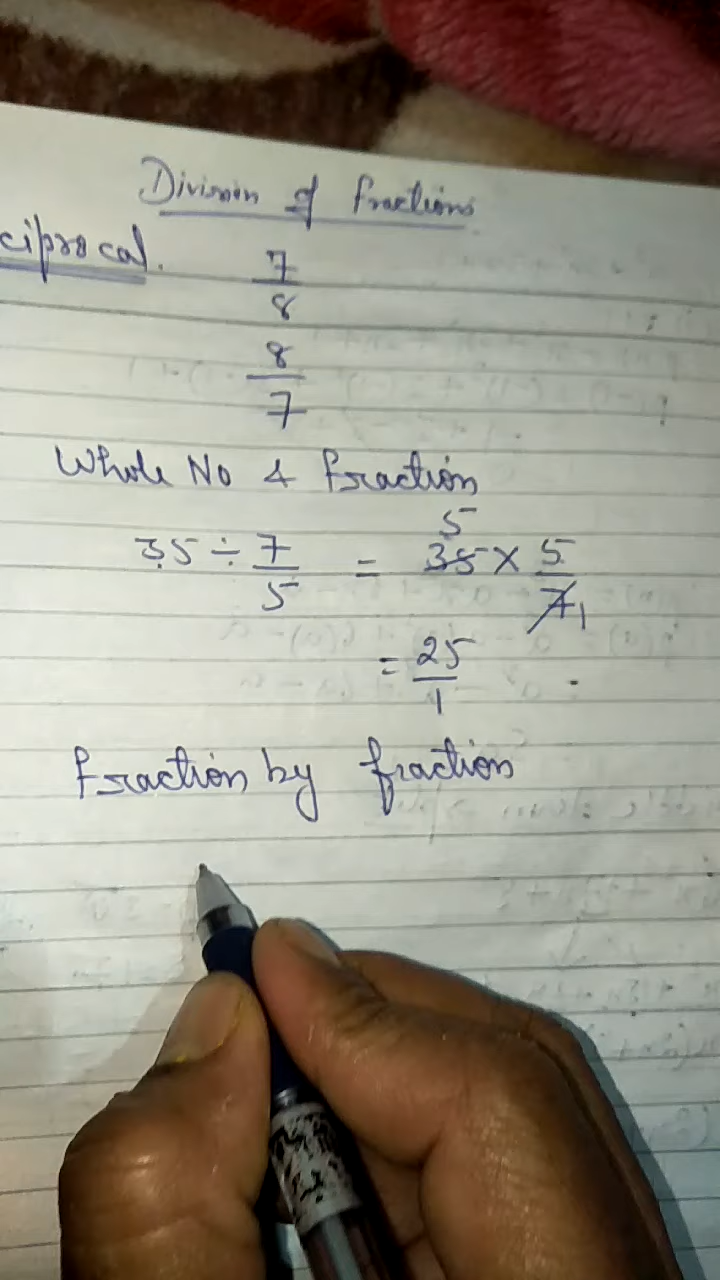 Division of fractions
ciprocal. 7/8
8/7
Whole No & fraction
35 ÷ 7/5 = 35 5 × 5/7 1
= 25/1
fraction by fraction